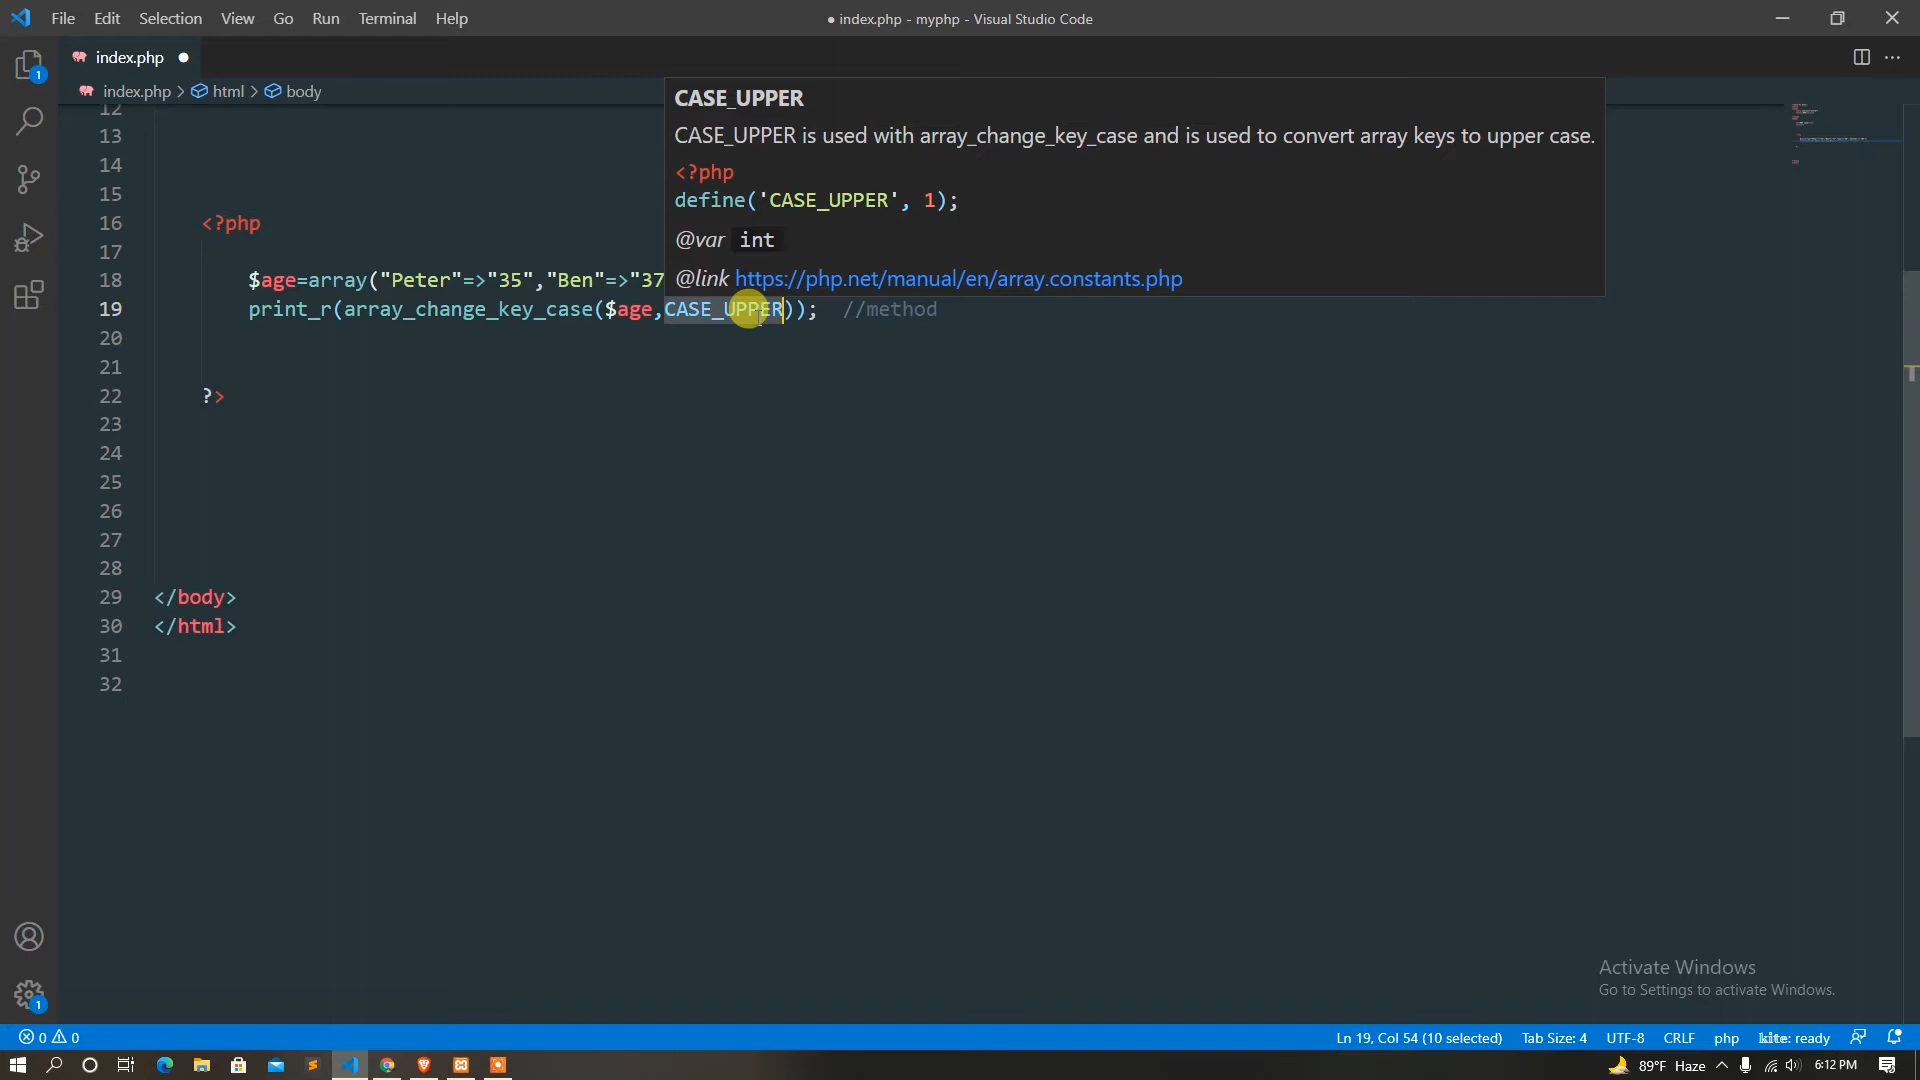 File Edit Selection View Go Run Terminal Help
● index.php - myphp - Visual Studio Code
index.php ●
index.php > html > body
CASE_UPPER
CASE_UPPER is used with array_change_key_case and is used to convert array keys to upper case.
<?php
define('CASE_UPPER', 1);
@var int
@link https://php.net/manual/en/array.constants.php
12
13
14
15
16 <?php
17
18 $age=array("Peter"=>"35","Ben"=>"37
19 print_r(array_change_key_case($age,CASE_UPPER)); //method
20
21
22 ?>
23
24
25
26
27
28
29 </body>
30 </html>
31
32
1
1
Activate Windows
Go to Settings to activate Windows.
0 0
Ln 19, Col 54 (10 selected) Tab Size: 4 UTF-8 CRLF php kite: ready
89°F Haze 6:12 PM